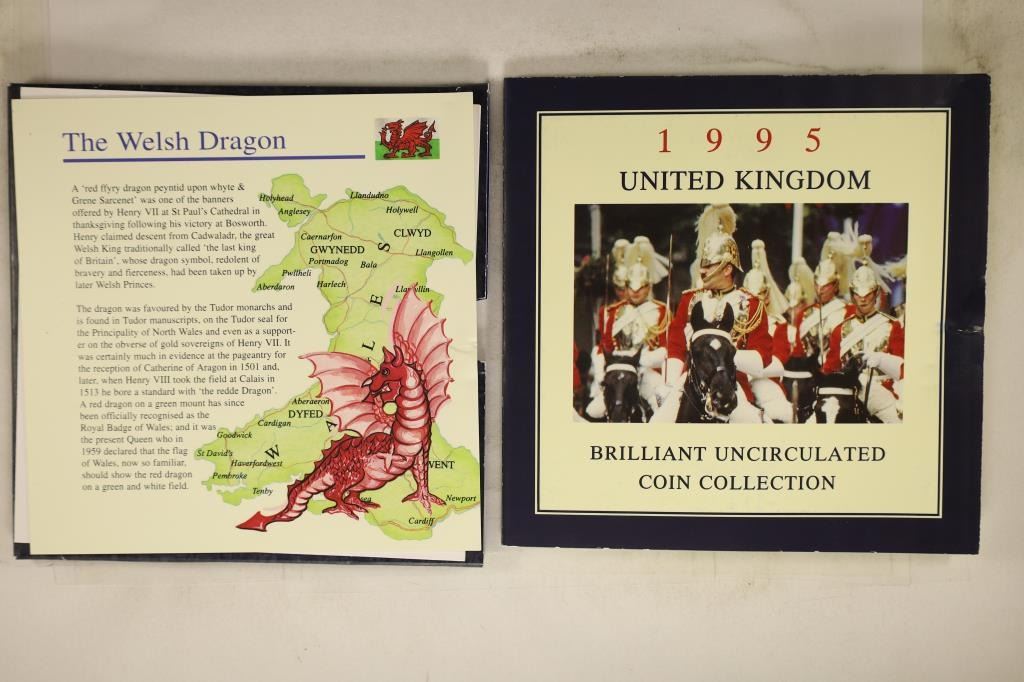 The Welsh Dragon
A 'red ffyry dragon peyntid upon whyte &
Grene Sarcenet' was one of the banners
offered by Henry VII at St Paul's Cathedral in
thanksgiving following his victory at Bosworth.
Henry claimed descent from Cadwaladr, the great
Welsh King traditionally called 'the last king
of Britain', whose dragon symbol, redolent of
bravery and fierceness, had been taken up by
later Welsh Princes.
The dragon was favoured by the Tudor monarchs and
is found in Tudor manuscripts, on the Tudor seal for
the Principality of North Wales and even as a support-
er on the obverse of gold sovereigns of Henry VII. It
was certainly much in evidence at the pageantry for
the reception of Catherine of Aragon in 1501 and,
later, when Henry VIII took the field at Calais in
1513 he bore a standard with 'the redde Dragon'.
A red dragon on a green mount has since
been officially recognised as the
Royal Badge of Wales; and it was
the present Queen who in
1959 declared that the flag
of Wales, now so familiar,
should show the red dragon
on a green and white field.
Holyhead
Anglesey
Llandudno
Holywell
CLWYD
Caernarfon
GWYNEDD
Portmadog
Bala
Llangollen
Pwllheli
Aberdaron
Harlech
WALES
Aberaeron
DYFED
Cardigan
Goodwick
St David's
Haverfordwest
Pembroke
Tenby
VENT
sea
Newport
Cardiff
1995
UNITED KINGDOM
BRILLIANT UNCIRCULATED
COIN COLLECTION